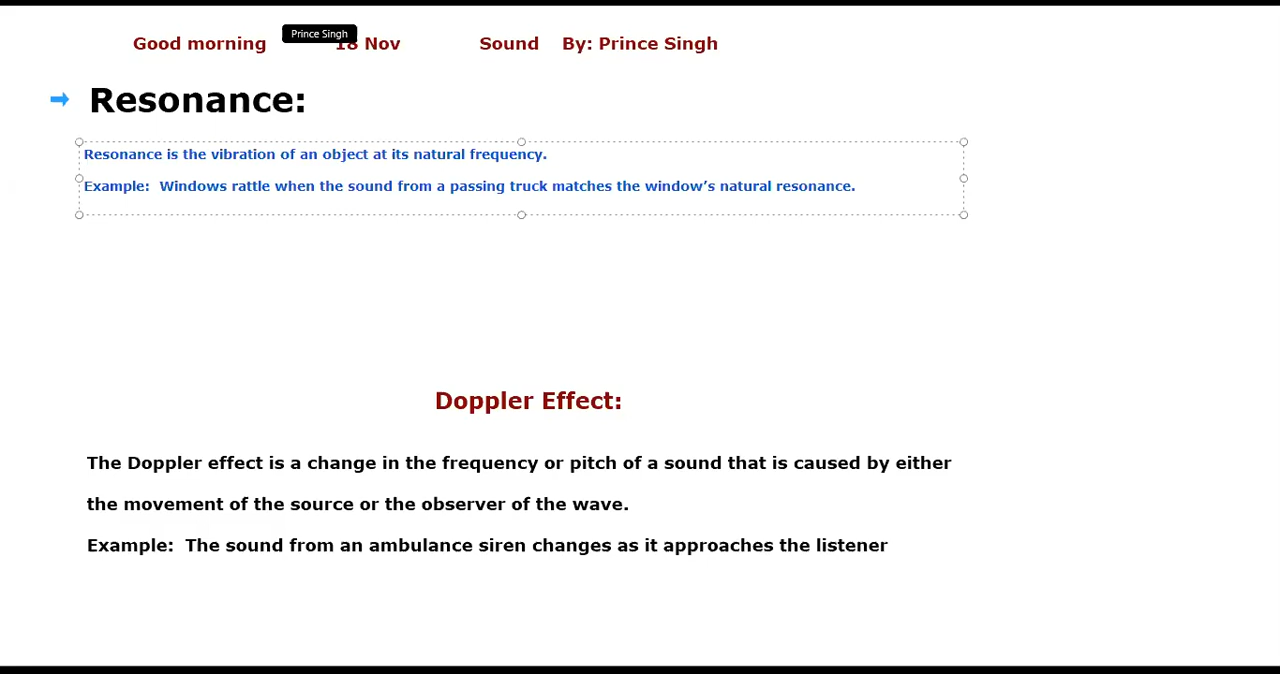 Prince Singh
Good morning 18 Nov Sound By: Prince Singh
Resonance:
Resonance is the vibration of an object at its natural frequency.
Example: Windows rattle when the sound from a passing truck matches the window’s natural resonance.
Doppler Effect:
The Doppler effect is a change in the frequency or pitch of a sound that is caused by either
the movement of the source or the observer of the wave.
Example: The sound from an ambulance siren changes as it approaches the listener